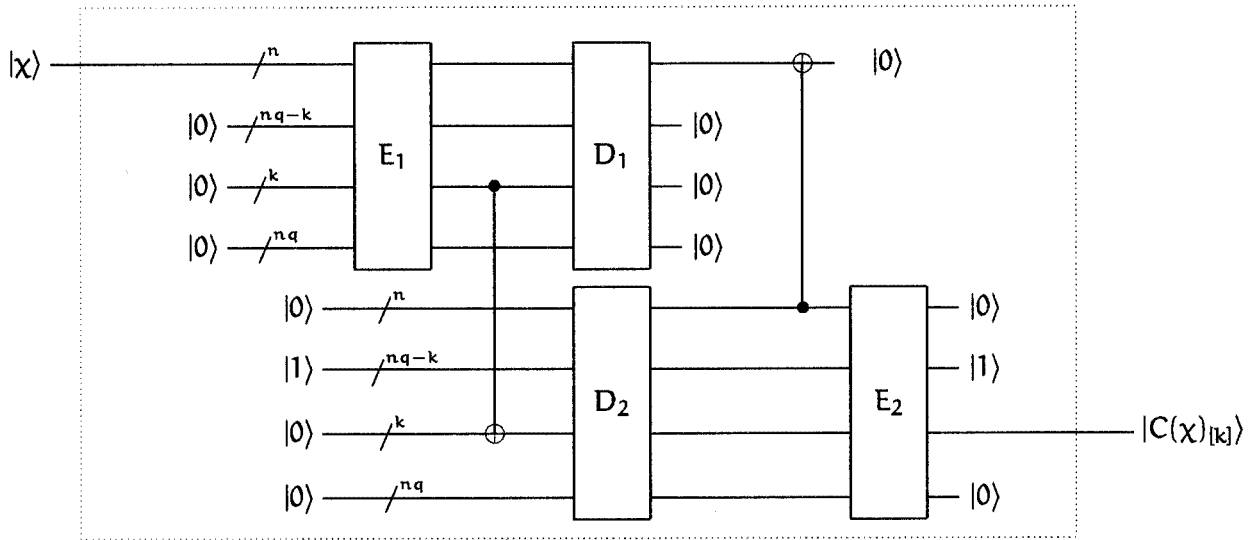 |χ⟩ n E₁ D₁ |0⟩
|0⟩ nq−k |0⟩
|0⟩ k |0⟩
|0⟩ nq |0⟩
|0⟩ n D₂ E₂ |0⟩
|1⟩ nq−k |1⟩
|0⟩ k |C(χ)[k]⟩
|0⟩ nq |0⟩